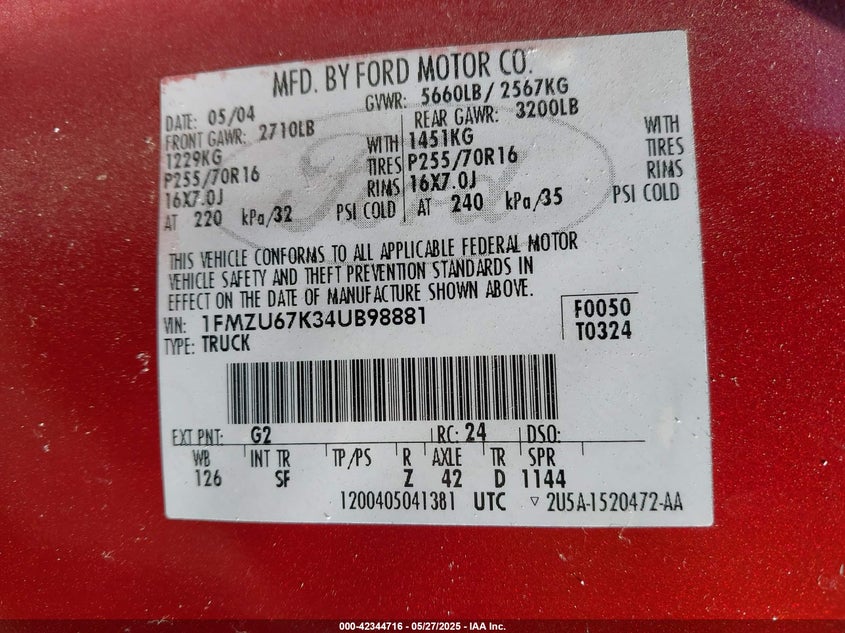 MFD. BY FORD MOTOR CO.
DATE: 05/04 GVWR: 5660LB / 2567KG
FRONT GAWR: 2710LB REAR GAWR: 3200LB
1229KG WITH 1451KG WITH
P255/70R16 TIRES P255/70R16 TIRES
16X7.0J RIMS 16X7.0J RIMS
AT 220 kPa/32 PSI COLD AT 240 kPa/35 PSI COLD
Ford
THIS VEHICLE CONFORMS TO ALL APPLICABLE FEDERAL MOTOR
VEHICLE SAFETY AND THEFT PREVENTION STANDARDS IN
EFFECT ON THE DATE OF MANUFACTURE SHOWN ABOVE.
VIN: 1FMZU67K34UB98881 F0050
TYPE: TRUCK T0324
EXT PNT: G2 RC: 24 DSO:
WB INT TR TP/PS R AXLE TR SPR
126 SF Z 42 D 1144
1200405041381 UTC ▽ 2U5A-1520472-AA
000-42344716 - 05/27/2025 - IAA Inc.